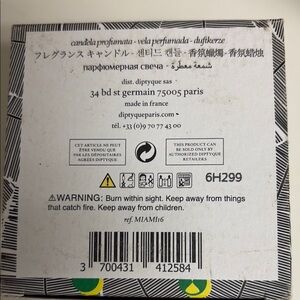 candela profumata - vela perfumada - duftkerze
フレグランス キャンドル - 센티드 캔들 - 香氛蠟燭 - 香氛蜡烛
парфюмерная свеча - شمعة معطرة
dist. diptyque sas
34 bd st germain 75005 paris
made in france
diptyqueparis.com
tél. +33 (0)9 70 77 43 00
CET ARTICLE NE PEUT
ÊTRE VENDU QUE
PAR LES DÉPOSITAIRES
AGRÉÉS DIPTYQUE
THIS PRODUCT CAN
BE SOLD ONLY BY
AUTHORIZED DIPTYQUE
RETAILERS
6H299
WARNING: Burn within sight. Keep away from things
that catch fire. Keep away from children.
ref. MIAMI16
3 700431 412584